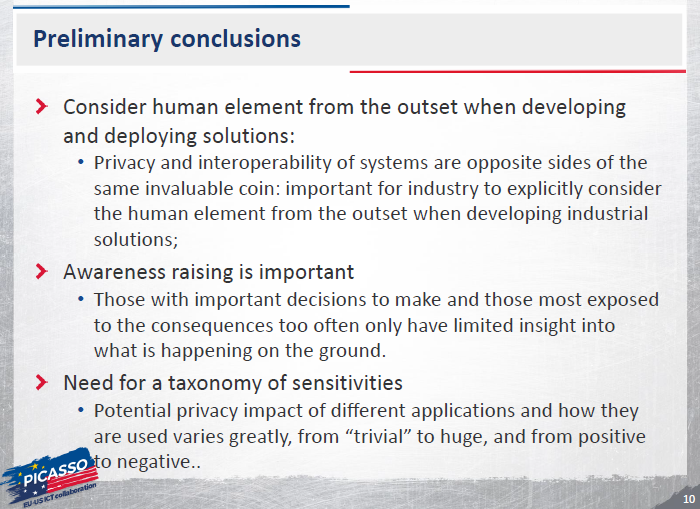 Preliminary conclusions
Consider human element from the outset when developing
and deploying solutions:
• Privacy and interoperability of systems are opposite sides of the
same invaluable coin: important for industry to explicitly consider
the human element from the outset when developing industrial
solutions;
Awareness raising is important
• Those with important decisions to make and those most exposed
to the consequences too often only have limited insight into
what is happening on the ground.
Need for a taxonomy of sensitivities
• Potential privacy impact of different applications and how they
are used varies greatly, from “trivial” to huge, and from positive
to negative..
PICASSO
EU-US ICT collaboration
10